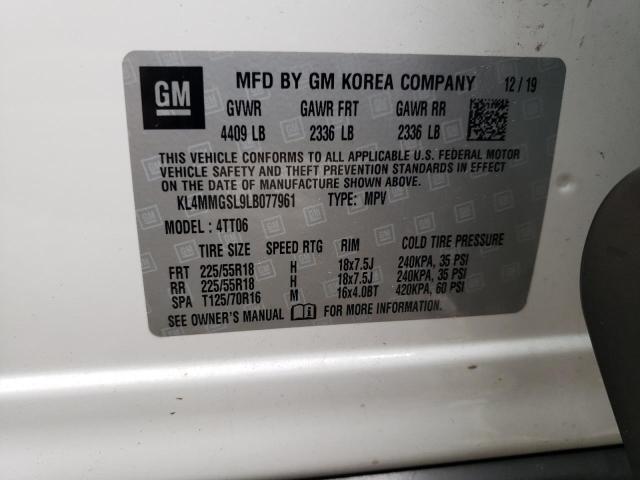 GM MFD BY GM KOREA COMPANY 12/19
GVWR GAWR FRT GAWR RR
4409 LB 2336 LB 2336 LB
THIS VEHICLE CONFORMS TO ALL APPLICABLE U.S. FEDERAL MOTOR
VEHICLE SAFETY AND THEFT PREVENTION STANDARDS IN EFFECT
ON THE DATE OF MANUFACTURE SHOWN ABOVE.
KL4MMGSL9LB077961 TYPE: MPV
MODEL: 4TT06
TIRE SIZE SPEED RTG RIM COLD TIRE PRESSURE
FRT 225/55R18 H 18x7.5J 240KPA, 35 PSI
RR 225/55R18 H 18x7.5J 240KPA, 35 PSI
SPA T125/70R16 M 16x4.0BT 420KPA, 60 PSI
SEE OWNER'S MANUAL FOR MORE INFORMATION.